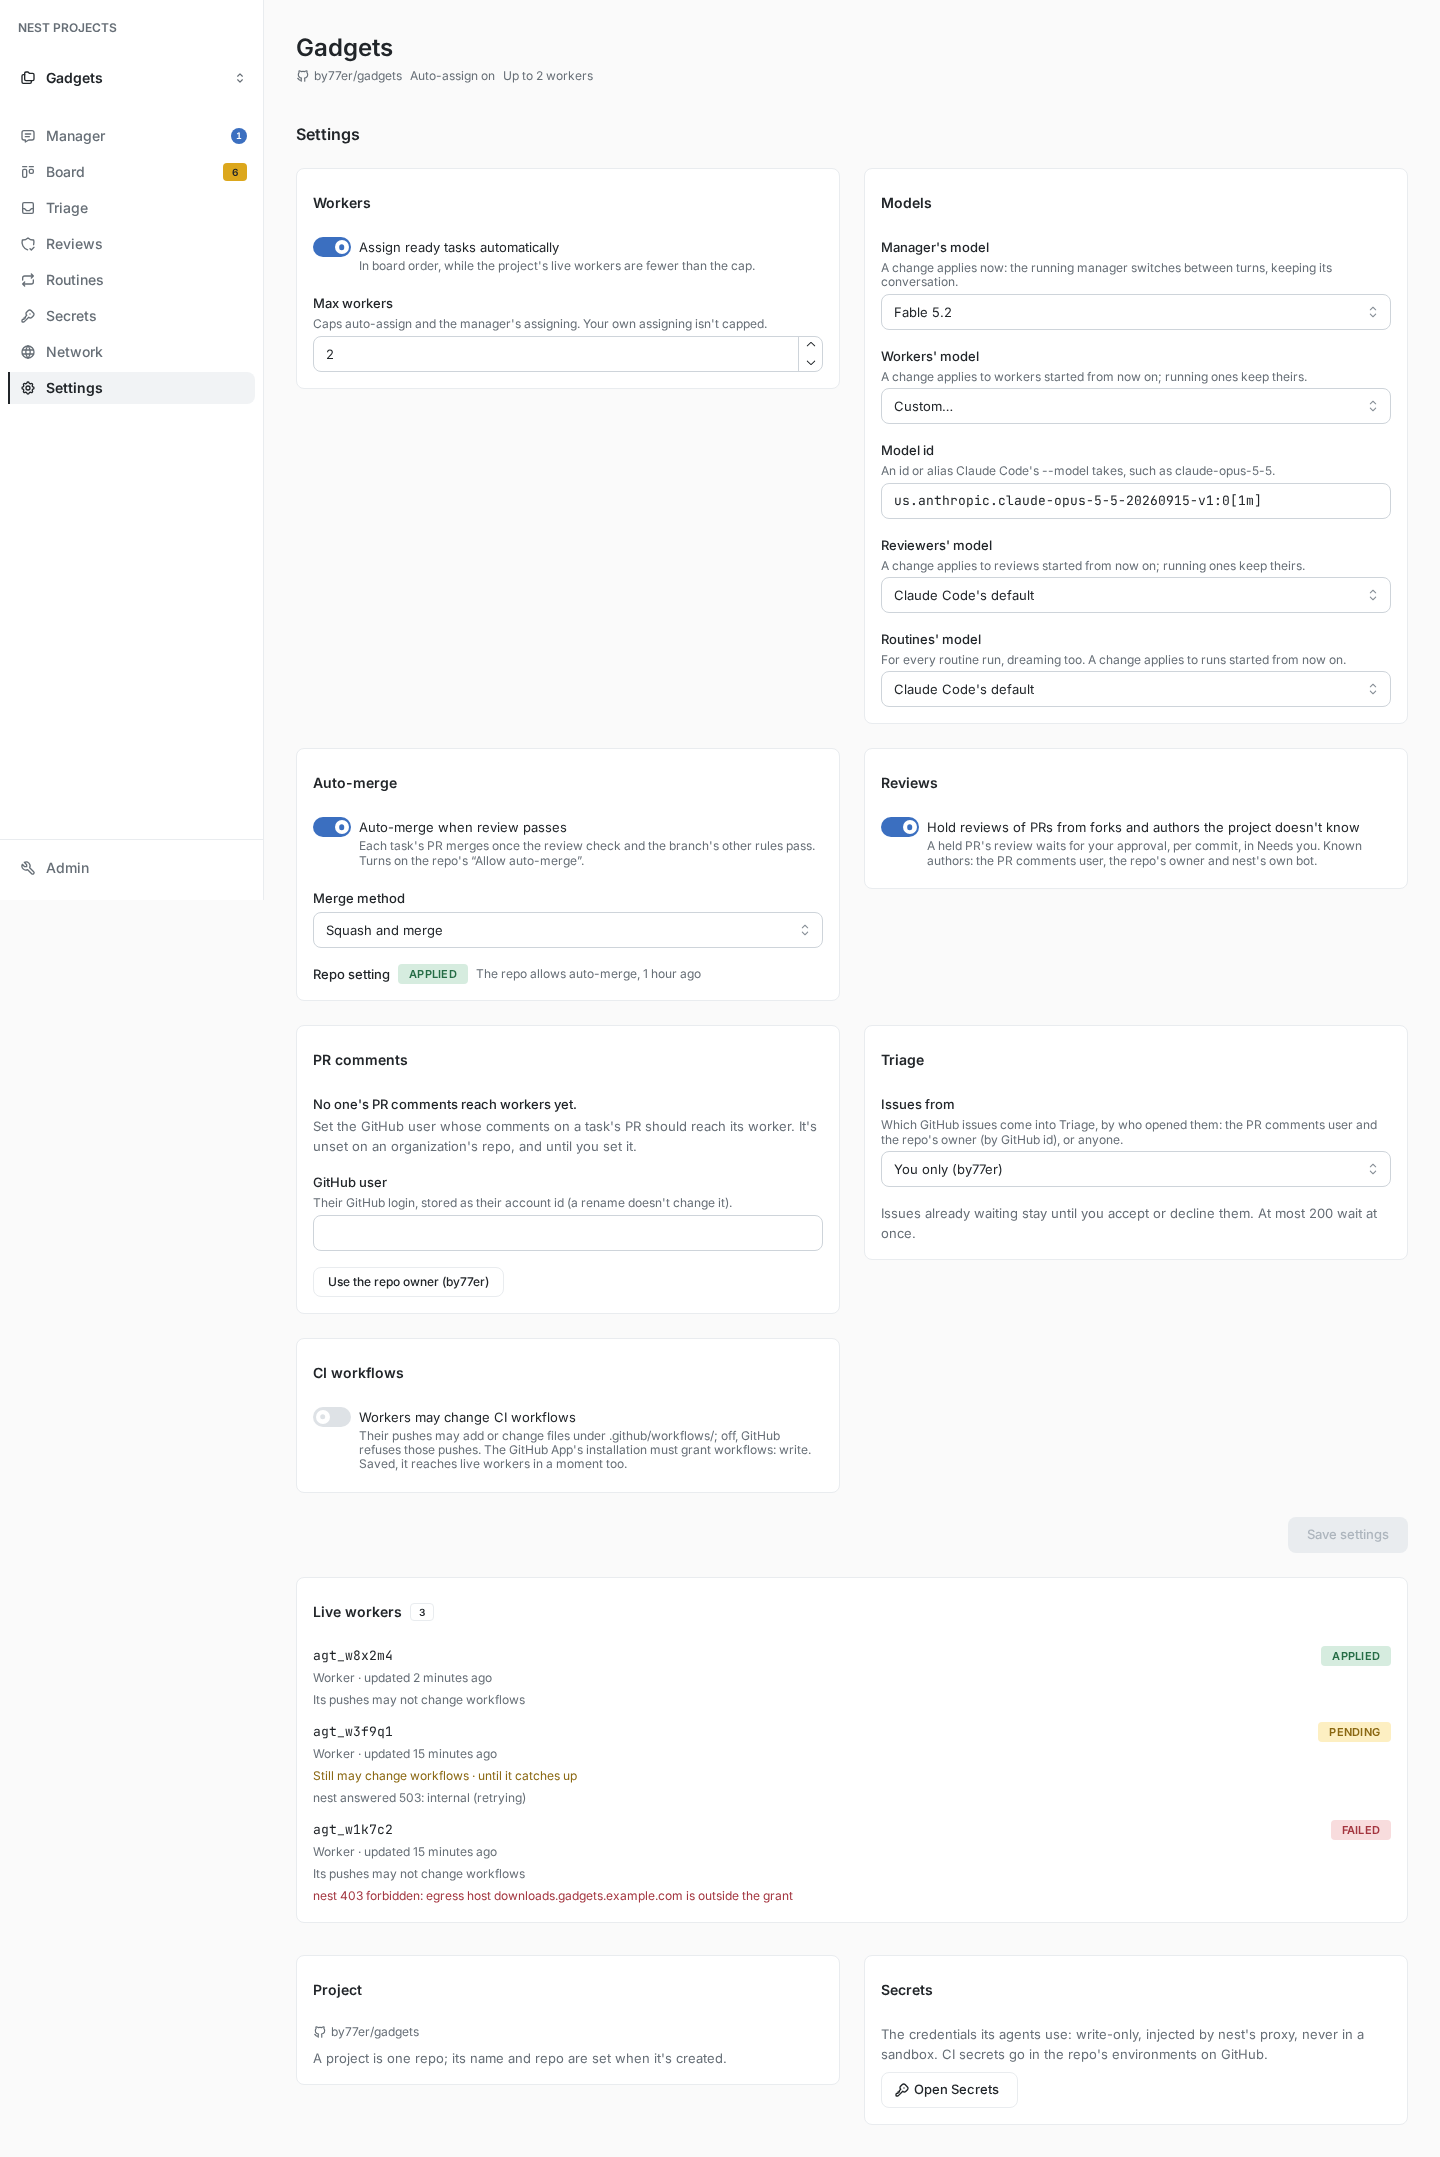 NEST PROJECTS
Gadgets
Manager 1
Board 6
Triage
Reviews
Routines
Secrets
Network
Settings
Admin
Gadgets
by77er/gadgets Auto-assign on Up to 2 workers
Settings
Workers
Assign ready tasks automatically
In board order, while the project's live workers are fewer than the cap.
Max workers
Caps auto-assign and the manager's assigning. Your own assigning isn't capped.
2
Models
Manager's model
A change applies now: the running manager switches between turns, keeping its
conversation.
Fable 5.2
Workers' model
A change applies to workers started from now on; running ones keep theirs.
Custom...
Model id
An id or alias Claude Code's --model takes, such as claude-opus-5-5.
us.anthropic.claude-opus-5-5-20260915-v1:0[1m]
Reviewers' model
A change applies to reviews started from now on; running ones keep theirs.
Claude Code's default
Routines' model
For every routine run, dreaming too. A change applies to runs started from now on.
Claude Code's default
Auto-merge
Auto-merge when review passes
Each task's PR merges once the review check and the branch's other rules pass.
Turns on the repo's “Allow auto-merge”.
Merge method
Squash and merge
Repo setting APPLIED The repo allows auto-merge, 1 hour ago
Reviews
Hold reviews of PRs from forks and authors the project doesn't know
A held PR's review waits for your approval, per commit, in Needs you. Known
authors: the PR comments user, the repo's owner and nest's own bot.
PR comments
No one's PR comments reach workers yet.
Set the GitHub user whose comments on a task's PR should reach its worker. It's
unset on an organization's repo, and until you set it.
GitHub user
Their GitHub login, stored as their account id (a rename doesn't change it).
Use the repo owner (by77er)
Triage
Issues from
Which GitHub issues come into Triage, by who opened them: the PR comments user and
the repo's owner (by GitHub id), or anyone.
You only (by77er)
Issues already waiting stay until you accept or decline them. At most 200 wait at
once.
CI workflows
Workers may change CI workflows
Their pushes may add or change files under .github/workflows/; off, GitHub
refuses those pushes. The GitHub App's installation must grant workflows: write.
Saved, it reaches live workers in a moment too.
Save settings
Live workers 3
agt_w8x2m4 APPLIED
Worker · updated 2 minutes ago
Its pushes may not change workflows
agt_w3f9q1 PENDING
Worker · updated 15 minutes ago
Still may change workflows · until it catches up
nest answered 503: internal (retrying)
agt_w1k7c2 FAILED
Worker · updated 15 minutes ago
Its pushes may not change workflows
nest 403 forbidden: egress host downloads.gadgets.example.com is outside the grant
Project
by77er/gadgets
A project is one repo; its name and repo are set when it's created.
Secrets
The credentials its agents use: write-only, injected by nest's proxy, never in a
sandbox. CI secrets go in the repo's environments on GitHub.
Open Secrets